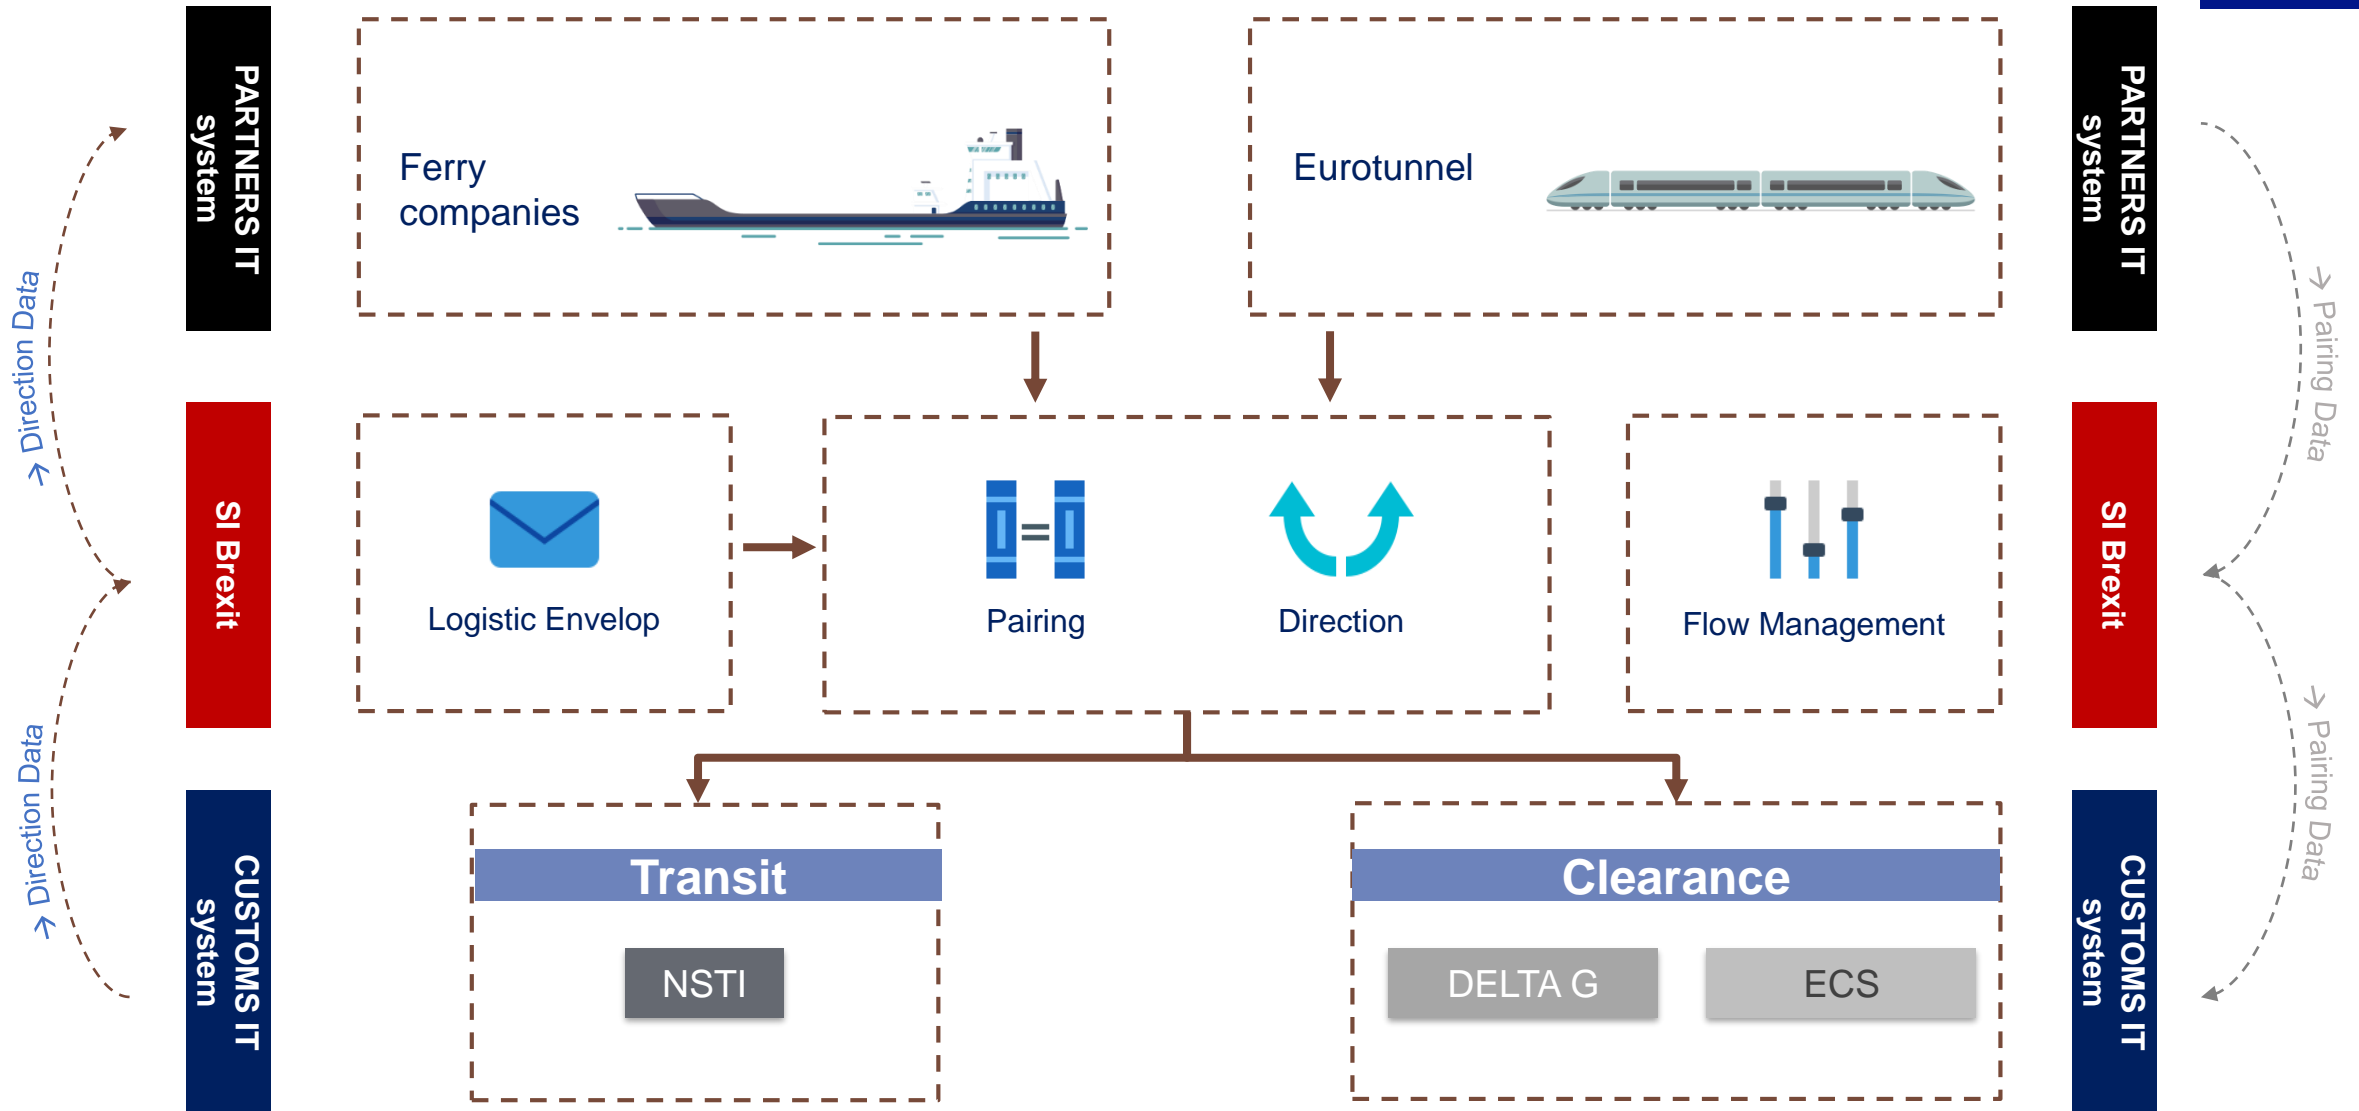 PARTNERS IT
system
Ferry
companies
Eurotunnel
PARTNERS IT
system
→ Direction Data
→ Pairing Data
SI Brexit
Logistic Envelop
=
Pairing
Direction
Flow Management
SI Brexit
→ Direction Data
→ Pairing Data
CUSTOMS IT
system
Transit
NSTI
Clearance
DELTA G
ECS
CUSTOMS IT
system